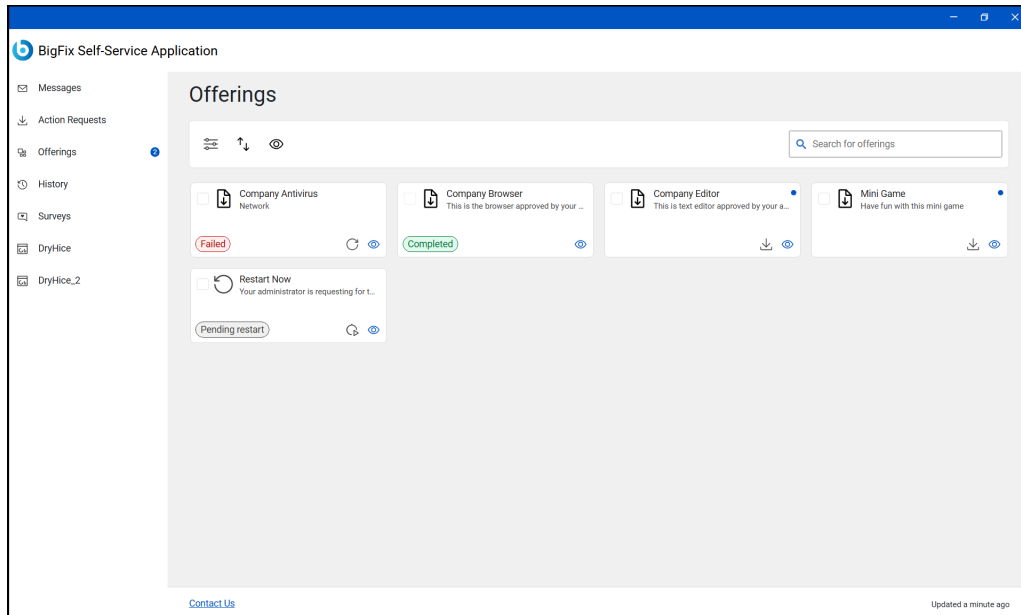 BigFix Self-Service Application
Messages
Action Requests
Offerings 2
History
Surveys
DryHice
DryHice_2
Offerings
Search for offerings
Company Antivirus
Network
Failed
Company Browser
This is the browser approved by your ...
Completed
Company Editor
This is text editor approved by your a...
Mini Game
Have fun with this mini game
Restart Now
Your administrator is requesting for t...
Pending restart
Contact Us
Updated a minute ago